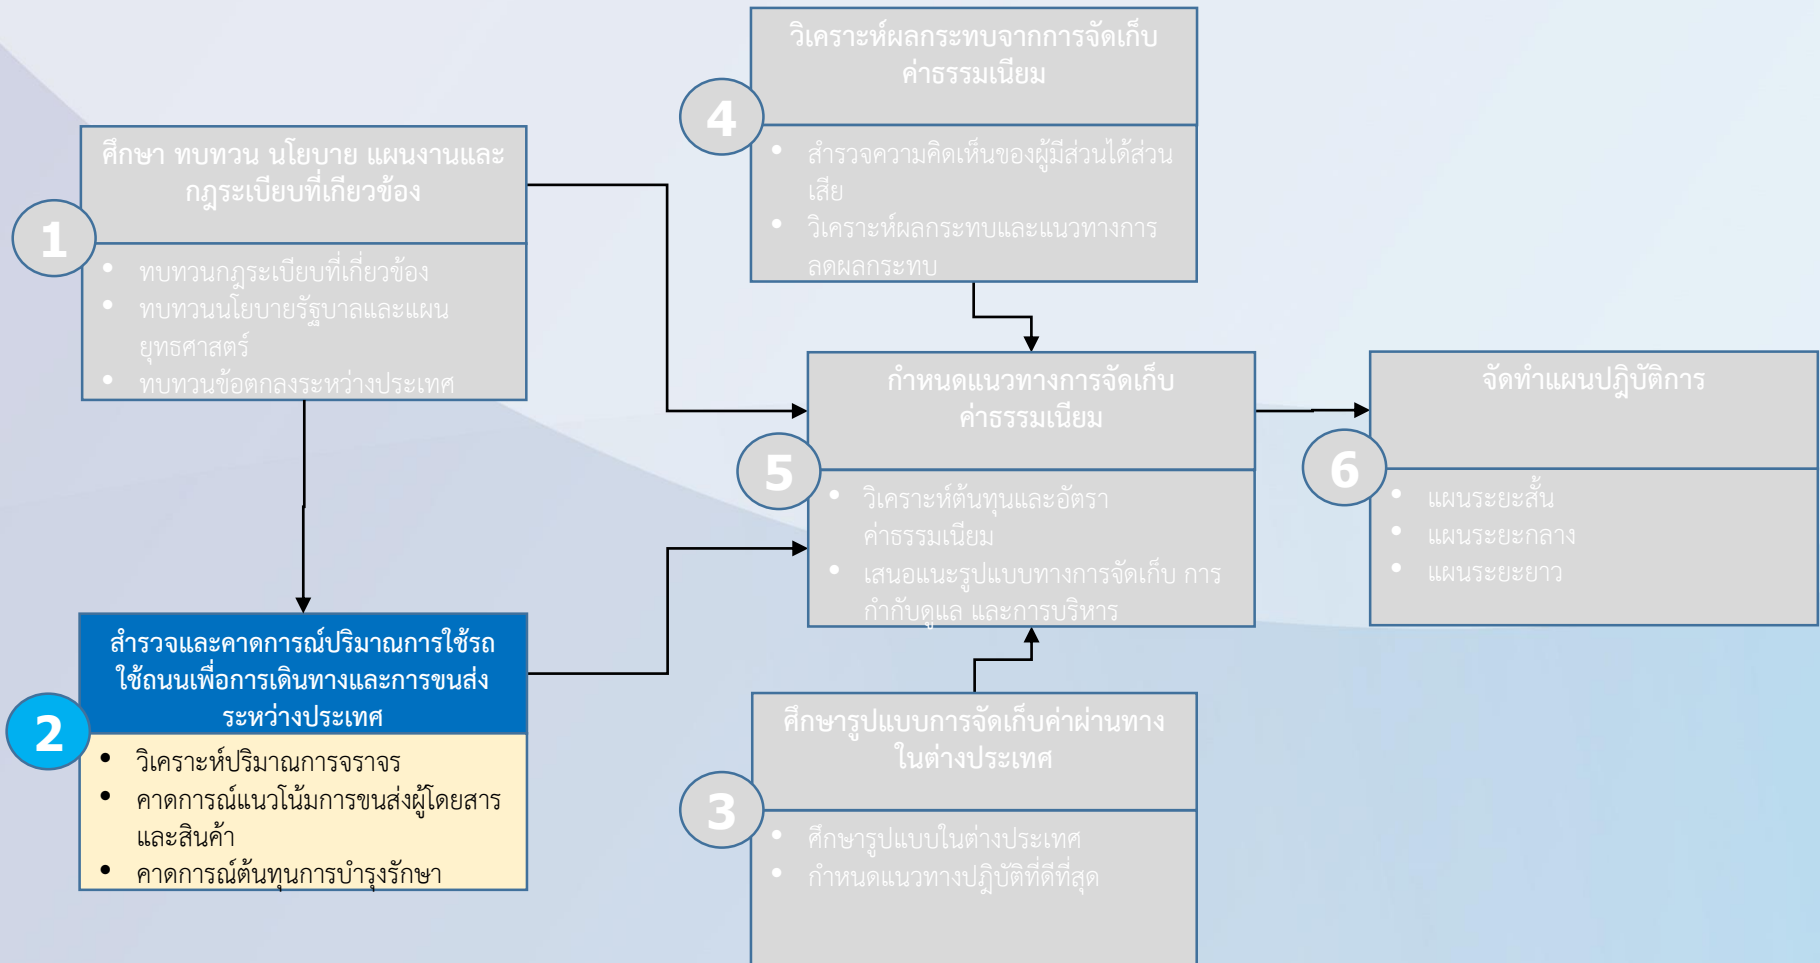 1
ศึกษา ทบทวน นโยบาย แผนงานและ
กฎระเบียบที่เกียวข้อง
• ทบทวนกฎระเบียบที่เกี่ยวข้อง
• ทบทวนนโยบายรัฐบาลและแผน
ยุทธศาสตร์
• ทบทวนข้อตกลงระหว่างประเทศ
2
สำรวจและคาดการณ์ปริมาณการใช้รถ
ใช้ถนนเพื่อการเดินทางและการขนส่ง
ระหว่างประเทศ
• วิเคราะห์ปริมาณการจราจร
• คาดการณ์แนวโน้มการขนส่งผู้โดยสาร
และสินค้า
• คาดการณ์ต้นทุนการบำรุงรักษา
3
ศึกษารูปแบบการจัดเก็บค่าผ่านทาง
ในต่างประเทศ
• ศึกษารูปแบบในต่างประเทศ
• กำหนดแนวทางปฏิบัติที่ดีที่สุด
4
วิเคราะห์ผลกระทบจากการจัดเก็บ
ค่าธรรมเนียม
• สำรวจความคิดเห็นของผู้มีส่วนได้ส่วน
เสีย
• วิเคราะห์ผลกระทบและแนวทางการ
ลดผลกระทบ
5
กำหนดแนวทางการจัดเก็บ
ค่าธรรมเนียม
• วิเคราะห์ต้นทุนและอัตรา
ค่าธรรมเนียม
• เสนอแนะรูปแบบทางการจัดเก็บ การ
กำกับดูแล และการบริหาร
6
จัดทำแผนปฎิบัติการ
• แผนระยะสั้น
• แผนระยะกลาง
• แผนระยะยาว